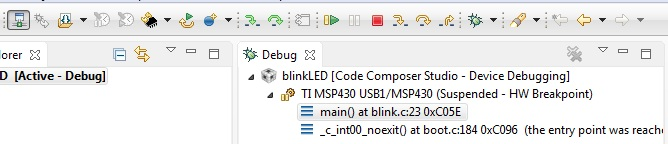 orer
Debug
D [Active - Debug]
blinkLED [Code Composer Studio - Device Debugging]
TI MSP430 USB1/MSP430 (Suspended - HW Breakpoint)
main() at blink.c:23 0xC05E
_c_int00_noexit() at boot.c:184 0xC096 (the entry point was reache